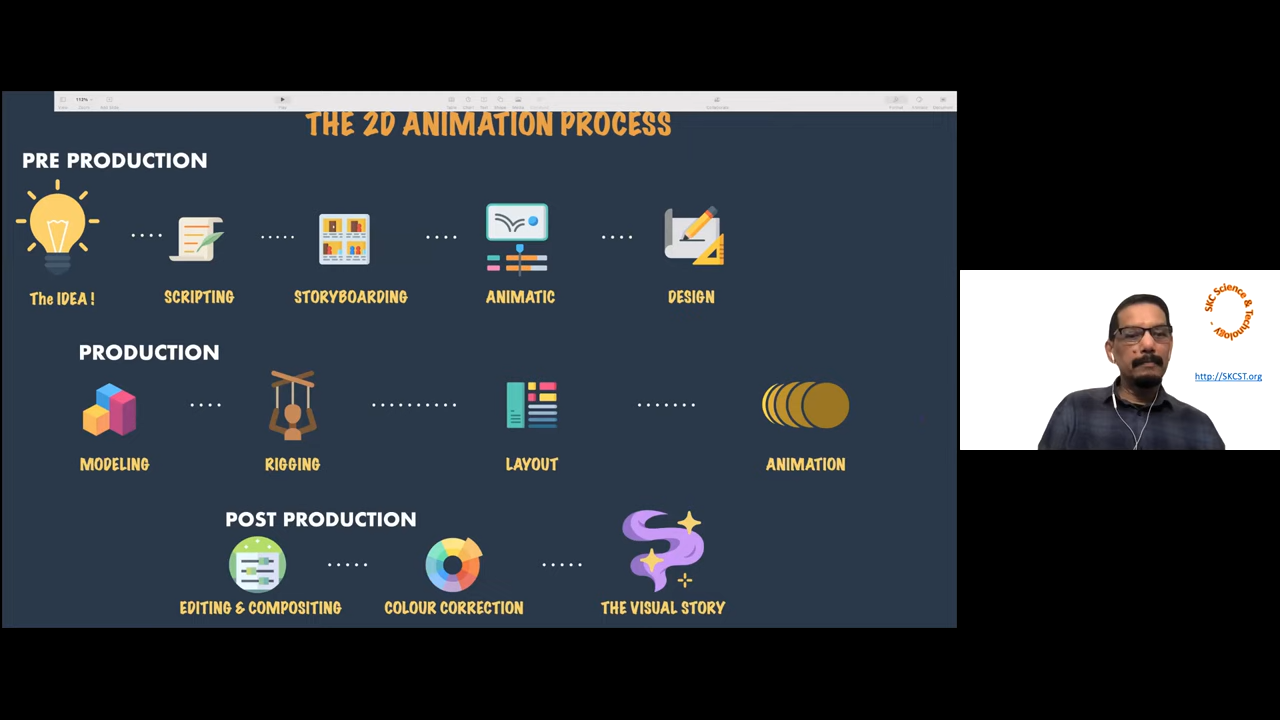 113%
THE 2D ANIMATION PROCESS
PRE PRODUCTION
The IDEA !
SCRIPTING
STORYBOARDING
ANIMATIC
DESIGN
PRODUCTION
MODELING
RIGGING
LAYOUT
ANIMATION
POST PRODUCTION
EDITING & COMPOSITING
COLOUR CORRECTION
THE VISUAL STORY
SKC Science & Technology -
http://SKCST.org